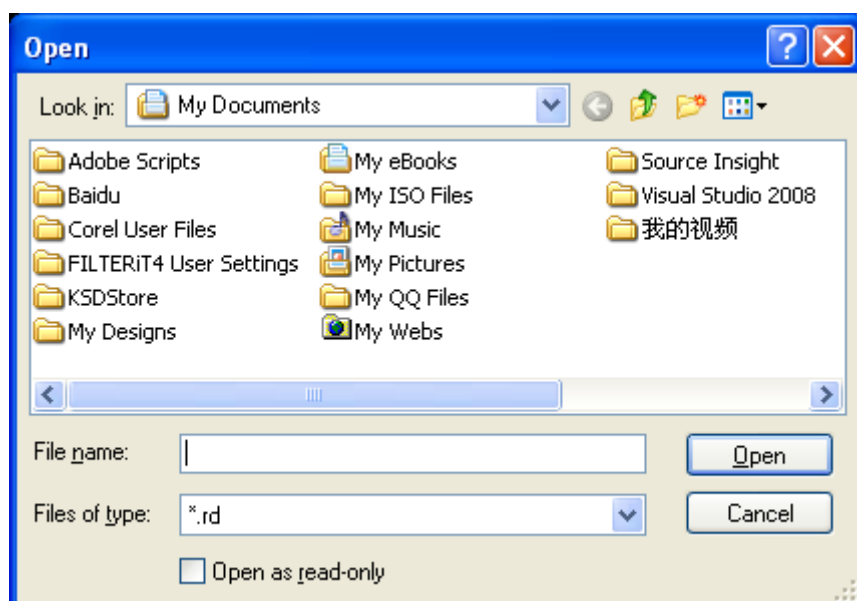 Open
Look in: My Documents
Adobe Scripts
Baidu
Corel User Files
FILTERiT4 User Settings
KSDStore
My Designs
My eBooks
My ISO Files
My Music
My Pictures
My QQ Files
My Webs
Source Insight
Visual Studio 2008
我的视频
File name:
Open
Files of type: *.rd
Cancel
Open as read-only